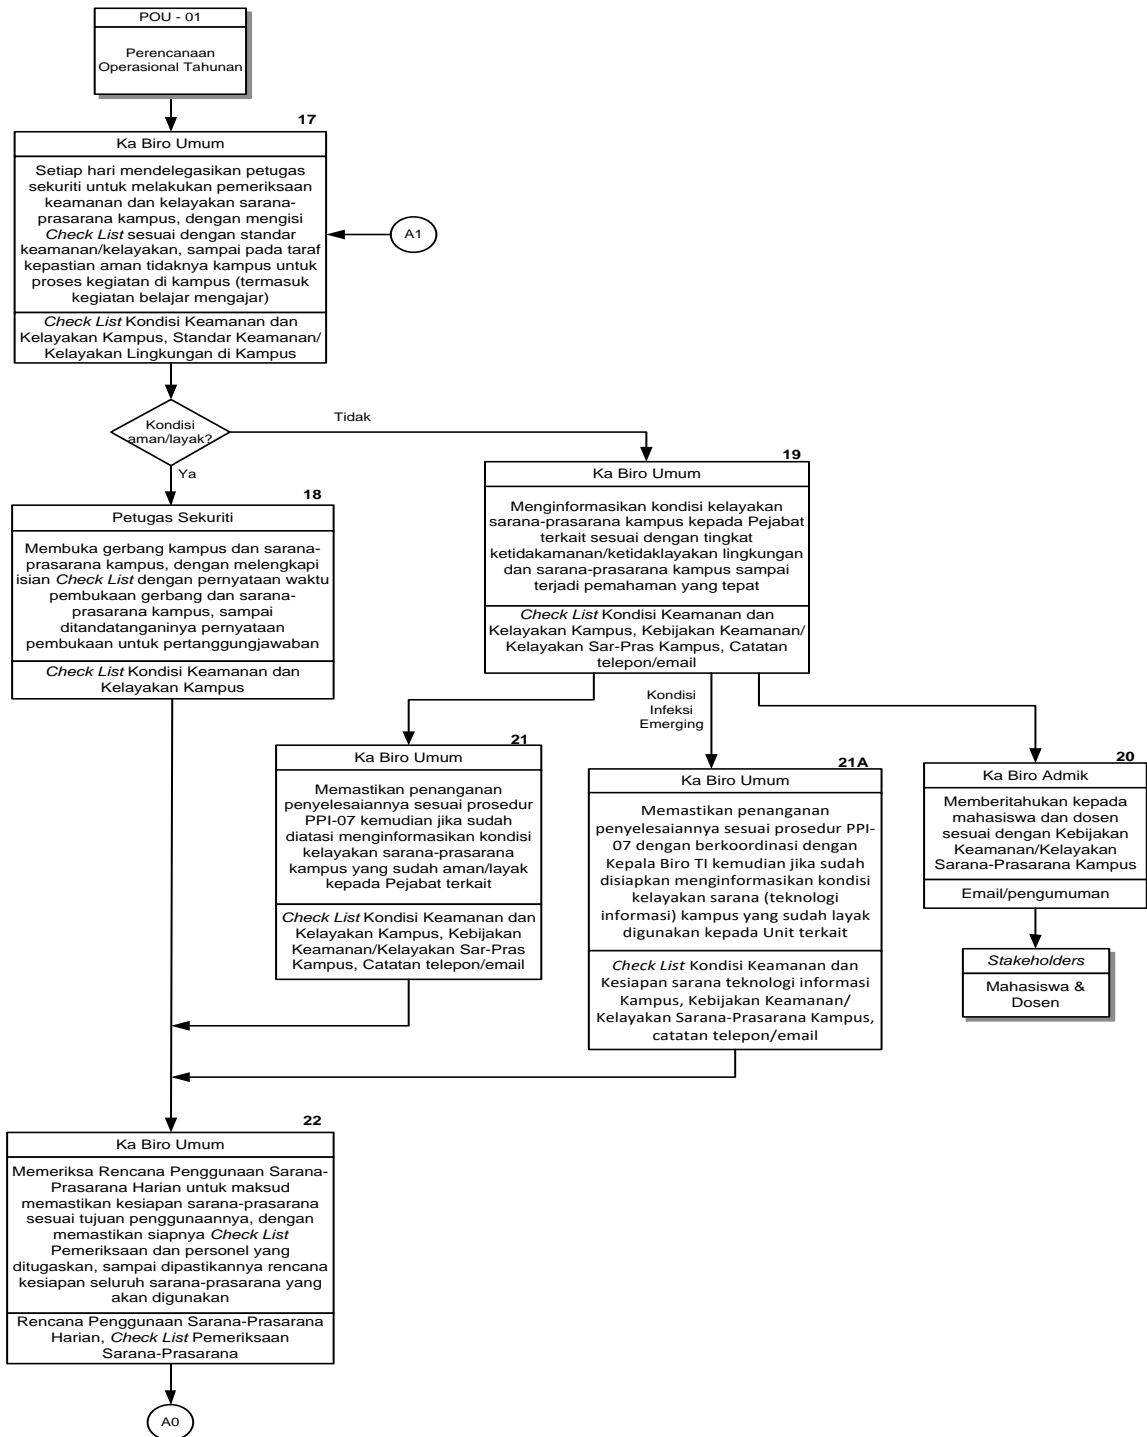 POU - 01
Perencanaan
Operasional Tahunan
17
Ka Biro Umum
Setiap hari mendelegasikan petugas
sekuriti untuk melakukan pemeriksaan
keamanan dan kelayakan sarana-
prasarana kampus, dengan mengisi
Check List sesuai dengan standar
keamanan/kelayakan, sampai pada taraf
kepastian aman tidaknya kampus untuk
proses kegiatan di kampus (termasuk
kegiatan belajar mengajar)
Check List Kondisi Keamanan dan
Kelayakan Kampus, Standar Keamanan/
Kelayakan Lingkungan di Kampus
A1
Kondisi
aman/layak?
Tidak
Ya
18
Petugas Sekuriti
Membuka gerbang kampus dan sarana-
prasarana kampus, dengan melengkapi
isian Check List dengan pernyataan waktu
pembukaan gerbang dan sarana-
prasarana kampus, sampai
ditandatanganinya pernyataan
pembukaan untuk pertanggungjawaban
Check List Kondisi Keamanan dan
Kelayakan Kampus
19
Ka Biro Umum
Menginformasikan kondisi kelayakan
sarana-prasarana kampus kepada Pejabat
terkait sesuai dengan tingkat
ketidakamanan/ketidaklayakan lingkungan
dan sarana-prasarana kampus sampai
terjadi pemahaman yang tepat
Check List Kondisi Keamanan dan
Kelayakan Kampus, Kebijakan Keamanan/
Kelayakan Sar-Pras Kampus, Catatan
telepon/email
Kondisi
Infeksi
Emerging
21
Ka Biro Umum
Memastikan penanganan
penyelesaiannya sesuai prosedur
PPI-07 kemudian jika sudah
diatasi menginformasikan kondisi
kelayakan sarana-prasarana
kampus yang sudah aman/layak
kepada Pejabat terkait
Check List Kondisi Keamanan dan
Kelayakan Kampus, Kebijakan
Keamanan/Kelayakan Sar-Pras
Kampus, Catatan telepon/email
21A
Ka Biro Umum
Memastikan penanganan
penyelesaiannya sesuai prosedur PPI-
07 dengan berkoordinasi dengan
Kepala Biro TI kemudian jika sudah
disiapkan menginformasikan kondisi
kelayakan sarana (teknologi
informasi) kampus yang sudah layak
digunakan kepada Unit terkait
Check List Kondisi Keamanan dan
Kesiapan sarana teknologi informasi
Kampus, Kebijakan Keamanan/
Kelayakan Sarana-Prasarana Kampus,
catatan telepon/email
20
Ka Biro Admik
Memberitahukan kepada
mahasiswa dan dosen
sesuai dengan Kebijakan
Keamanan/Kelayakan
Sarana-Prasarana Kampus
Email/pengumuman
Stakeholders
Mahasiswa &
Dosen
22
Ka Biro Umum
Memeriksa Rencana Penggunaan Sarana-
Prasarana Harian untuk maksud
memastikan kesiapan sarana-prasarana
sesuai tujuan penggunaannya, dengan
memastikan siapnya Check List
Pemeriksaan dan personel yang
ditugaskan, sampai dipastikannya rencana
kesiapan seluruh sarana-prasarana yang
akan digunakan
Rencana Penggunaan Sarana-Prasarana
Harian, Check List Pemeriksaan
Sarana-Prasarana
A0